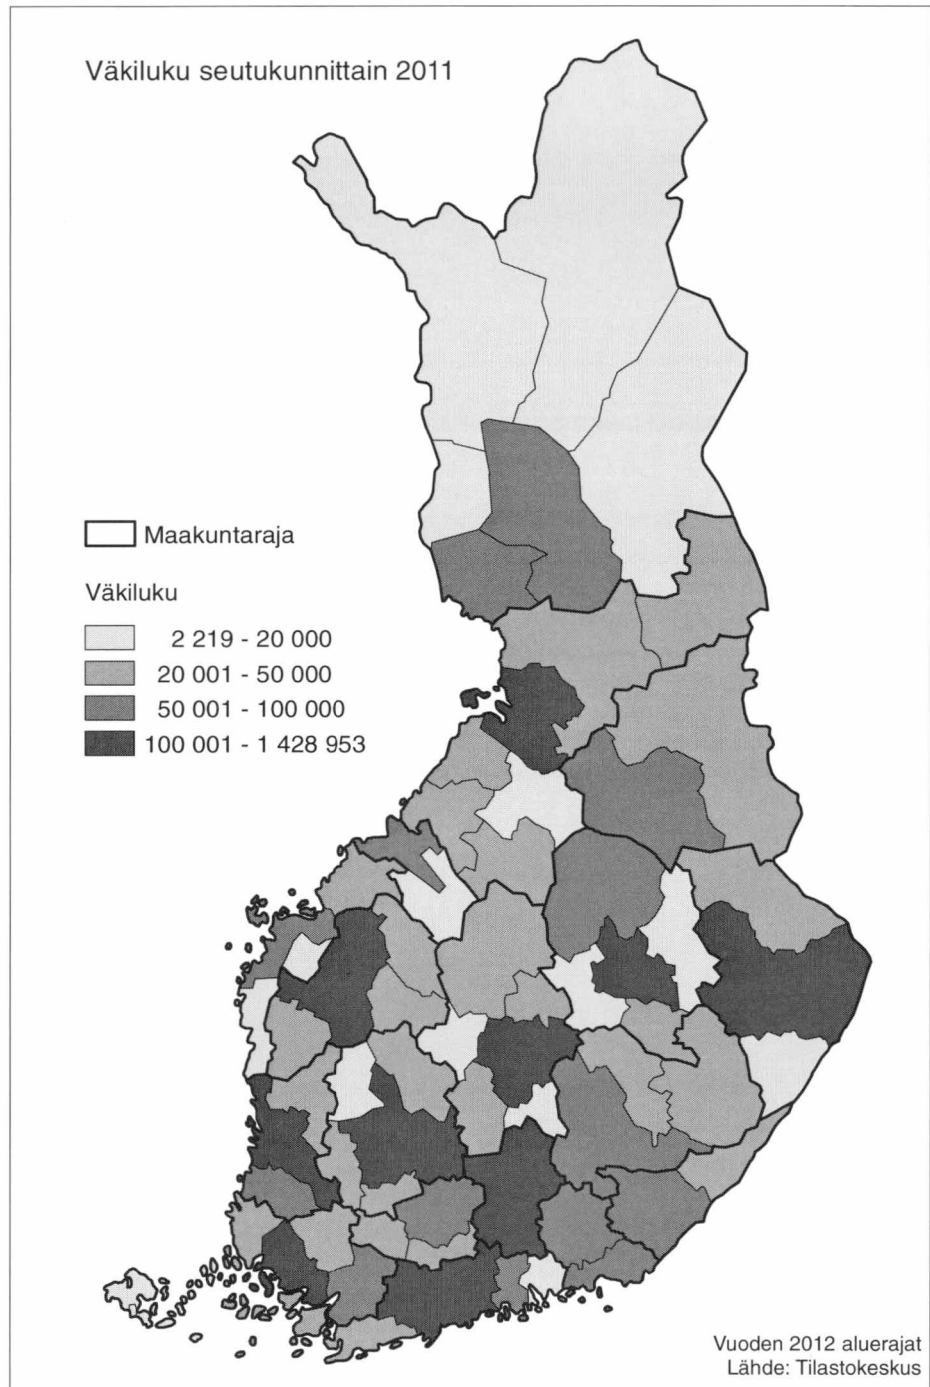 Väkiluku seutukunnittain 2011
Maakuntaraja
Väkiluku
2 219 - 20 000
20 001 - 50 000
50 001 - 100 000
100 001 - 1 428 953
Vuoden 2012 aluerajat
Lähde: Tilastokeskus